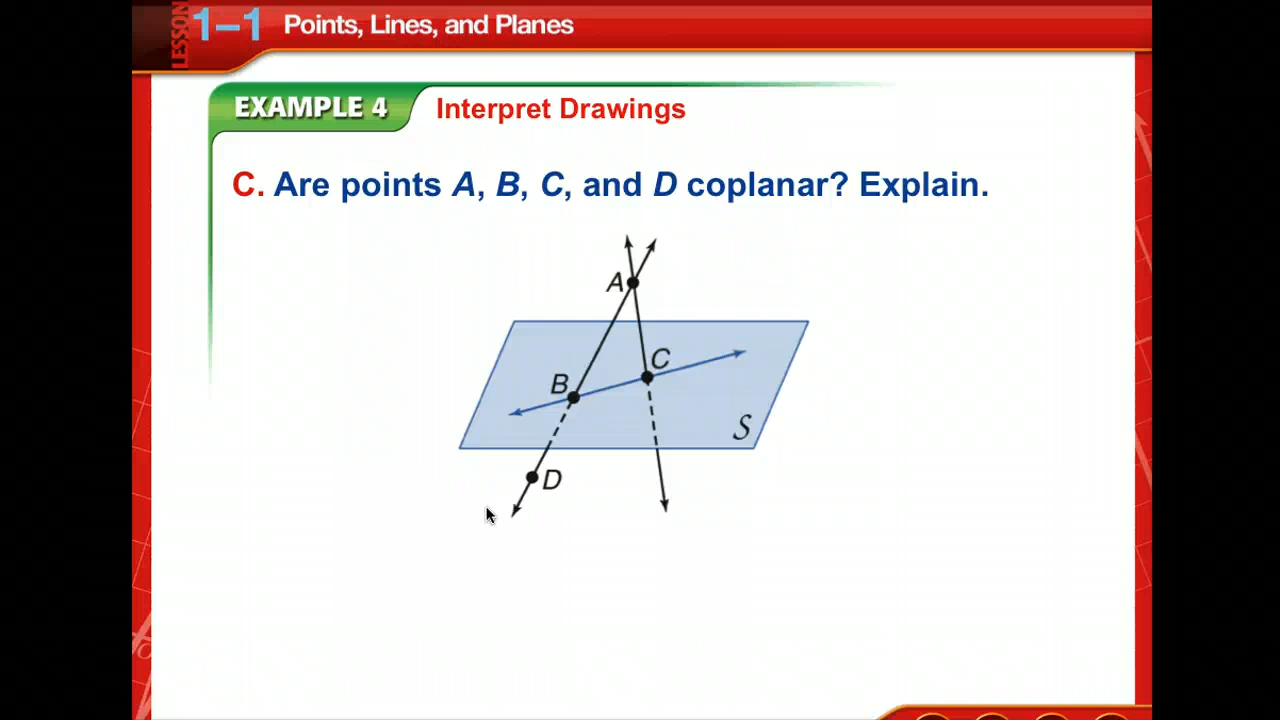 LESSON
1–1 Points, Lines, and Planes
EXAMPLE 4 Interpret Drawings
C. Are points A, B, C, and D coplanar? Explain.
A
C
B
S
D